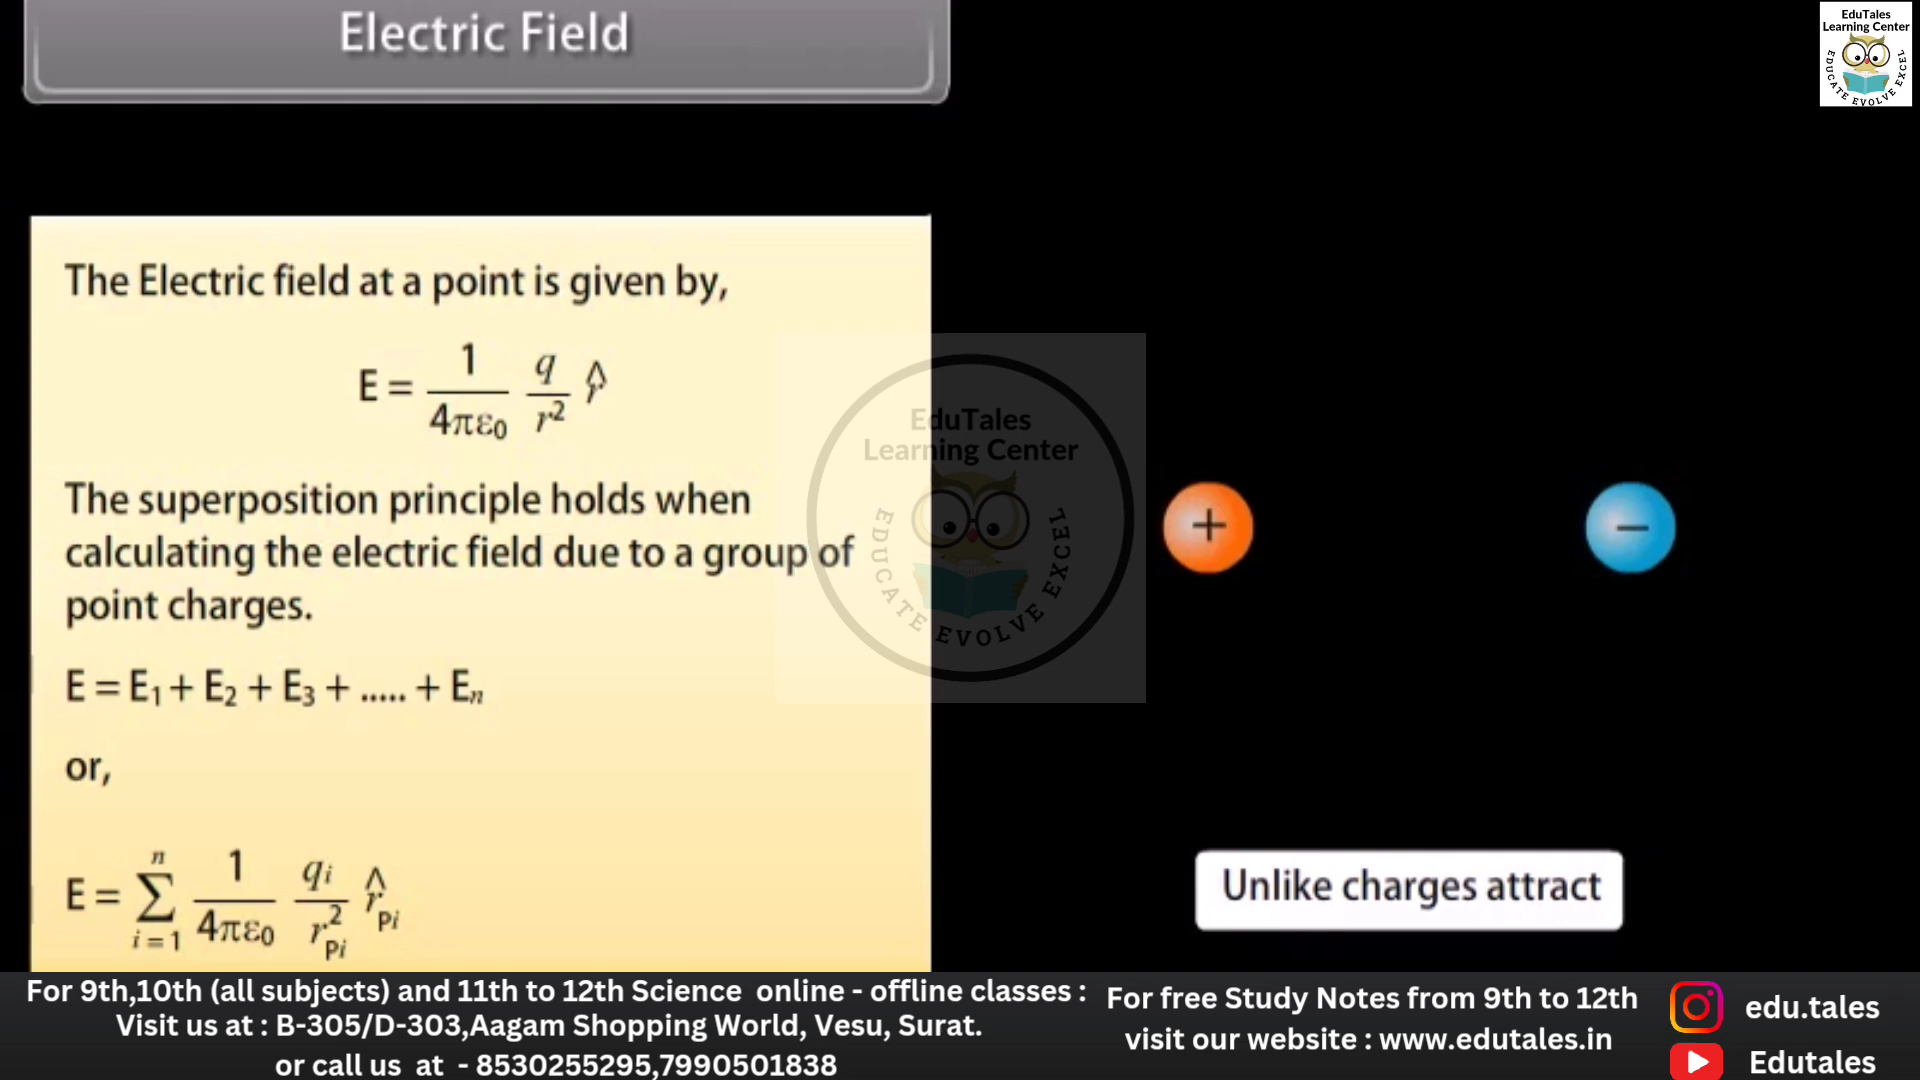 Electric Field
EduTales
Learning Center
EDUCATE EVOLVE EXCEL
The Electric field at a point is given by,
E = 1/4πε₀ q/r² r̂
The superposition principle holds when
calculating the electric field due to a group of
point charges.
E = E₁ + E₂ + E₃ + ..... + Eₙ
or,
E = Σ n i = 1 1/4πε₀ qᵢ/r²Pi r̂Pi
EduTales
Learning Center
EDUCATE EVOLVE EXCEL
+
−
Unlike charges attract
For 9th,10th (all subjects) and 11th to 12th Science online - offline classes :
Visit us at : B-305/D-303,Aagam Shopping World, Vesu, Surat.
or call us at - 8530255295,7990501838
For free Study Notes from 9th to 12th
visit our website : www.edutales.in
edu.tales
Edutales